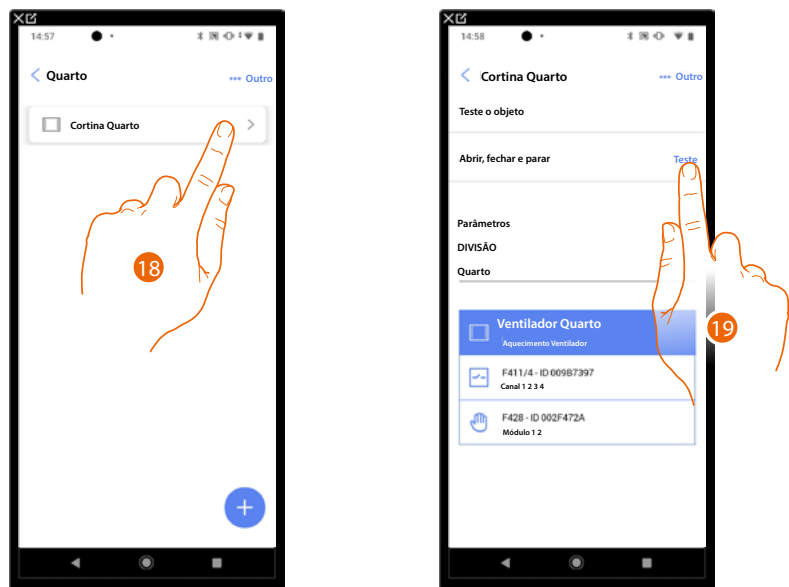 14:57
Quarto
Outro
Cortina Quarto
18
14:58
Cortina Quarto
Outro
Teste o objeto
Abrir, fechar e parar
Teste
Parâmetros
DIVISÃO
Quarto
Ventilador Quarto
Aquecimento Ventilador
F411/4 - ID 009B7397
Canal 1 2 3 4
F428 - ID 002F472A
Módulo 1 2
19